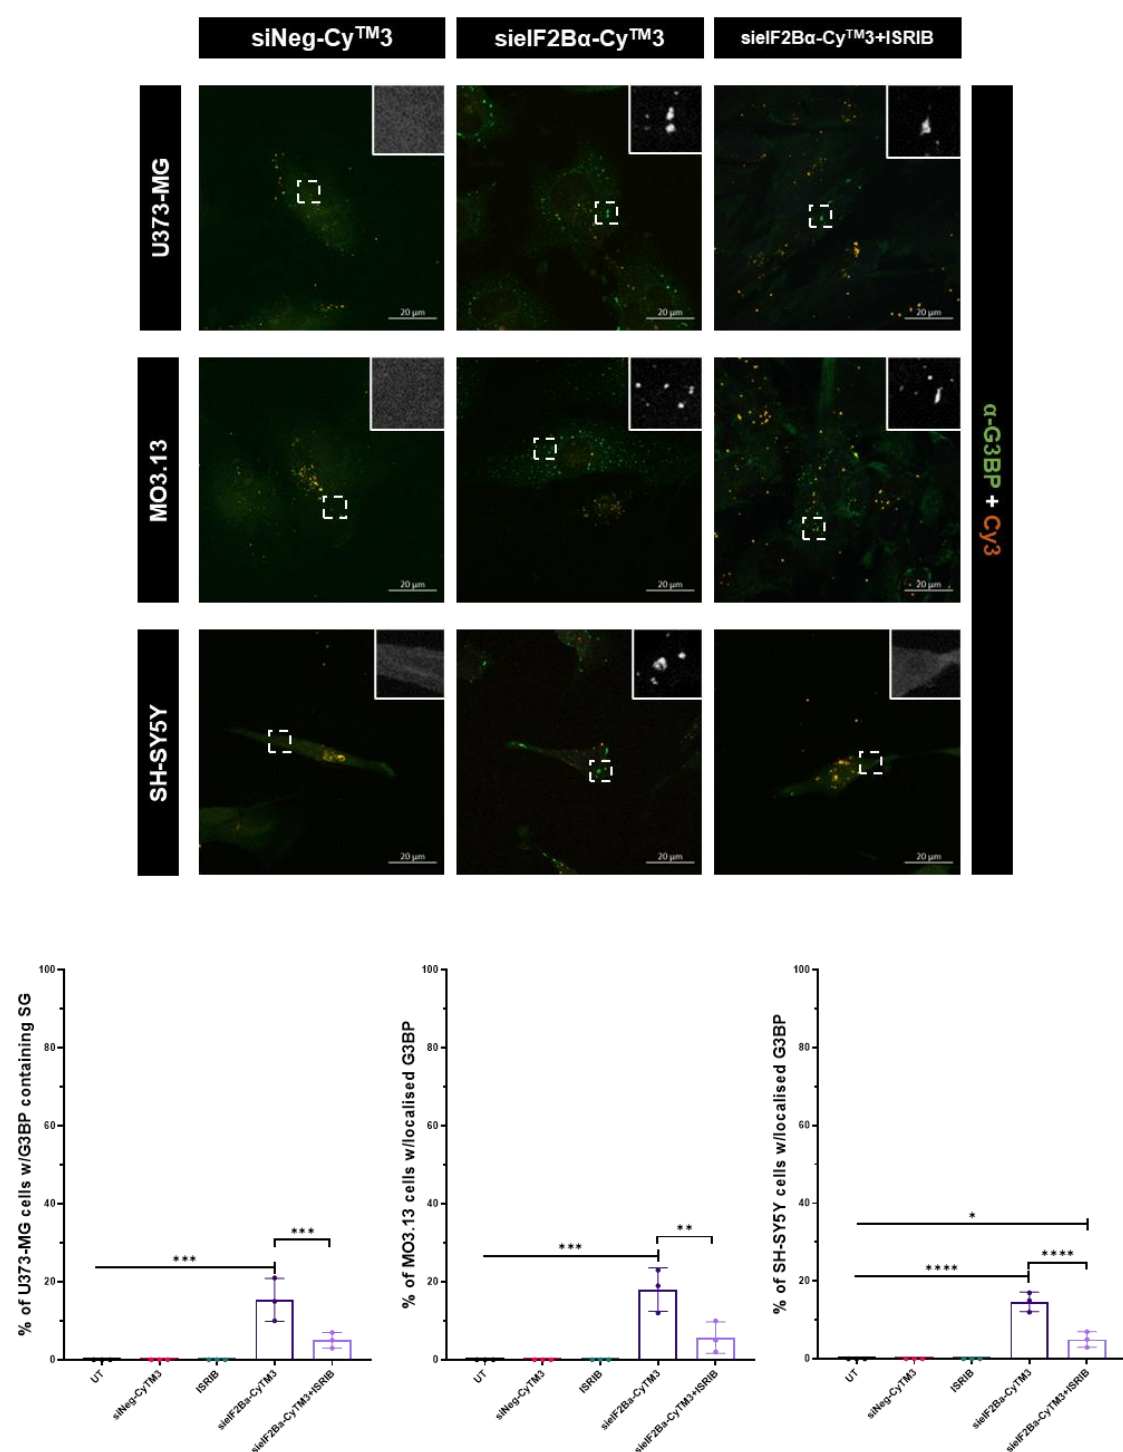 siNeg-Cy™3
sieIF2Bα-Cy™3
sieIF2Bα-Cy™3+ISRIB
U373-MG
20 µm
20 µm
20 µm
MO3.13
20 µm
20 µm
20 µm
SH-SY5Y
20 µm
20 µm
20 µm
α-G3BP + Cy3
% of U373-MG cells w/G3BP containing SG
100
80
60
40
20
0
***
***
UT
siNeg-CyTM3
ISRIB
sieIF2Ba-CyTM3
sieIF2Ba-CyTM3+ISRIB
% of MO3.13 cells w/localised G3BP
100
80
60
40
20
0
***
**
UT
siNeg-CyTM3
ISRIB
sieIF2Ba-CyTM3
sieIF2Ba-CyTM3+ISRIB
% of SH-SY5Y cells w/localised G3BP
100
80
60
40
20
0
*
****
****
UT
siNeg-CyTM3
ISRIB
sieIF2Ba-CyTM3
sieIF2Ba-CyTM3+ISRIB